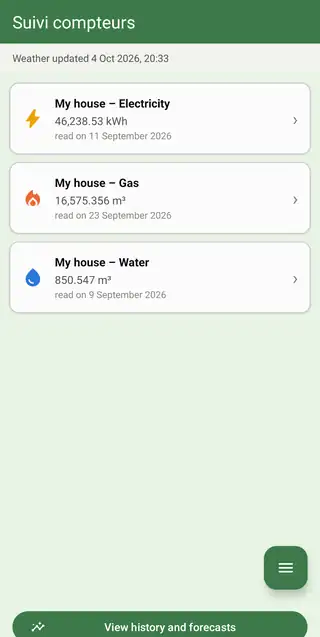 Suivi compteurs
Weather updated 4 Oct 2026, 20:33
My house – Electricity
46,238.53 kWh
read on 11 September 2026
My house – Gas
16,575.356 m³
read on 23 September 2026
My house – Water
850.547 m³
read on 9 September 2026
View history and forecasts